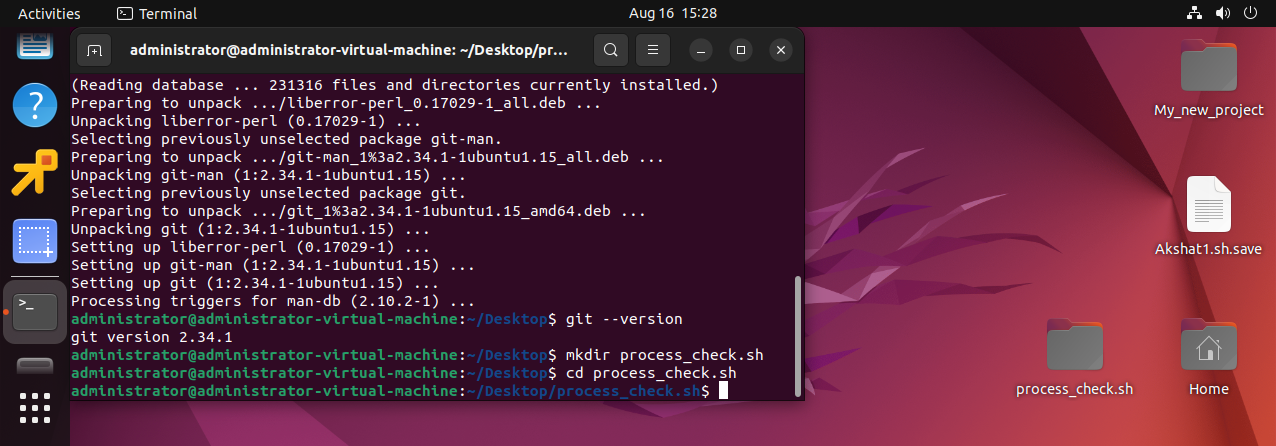 Activities
Terminal
Aug 16 15:28
administrator@administrator-virtual-machine: ~/Desktop/pr...
(Reading database ... 231316 files and directories currently installed.)
Preparing to unpack .../liberror-perl_0.17029-1_all.deb ...
Unpacking liberror-perl (0.17029-1) ...
Selecting previously unselected package git-man.
Preparing to unpack .../git-man_1%3a2.34.1-1ubuntu1.15_all.deb ...
Unpacking git-man (1:2.34.1-1ubuntu1.15) ...
Selecting previously unselected package git.
Preparing to unpack .../git_1%3a2.34.1-1ubuntu1.15_amd64.deb ...
Unpacking git (1:2.34.1-1ubuntu1.15) ...
Setting up liberror-perl (0.17029-1) ...
Setting up git-man (1:2.34.1-1ubuntu1.15) ...
Setting up git (1:2.34.1-1ubuntu1.15) ...
Processing triggers for man-db (2.10.2-1) ...
administrator@administrator-virtual-machine:~/Desktop$ git --version
git version 2.34.1
administrator@administrator-virtual-machine:~/Desktop$ mkdir process_check.sh
administrator@administrator-virtual-machine:~/Desktop$ cd process_check.sh
administrator@administrator-virtual-machine:~/Desktop/process_check.sh$
My_new_project
Akshat1.sh.save
process_check.sh
Home